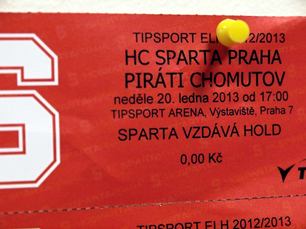 TIPSPORT ELH 2012/2013
HC SPARTA PRAHA
PIRÁTI CHOMUTOV
neděle 20. ledna 2013 od 17:00
TIPSPORT ARENA, Výstaviště, Praha 7
SPARTA VZDÁVÁ HOLD
0,00 Kč
TIPSPORT ELH 2012/2013